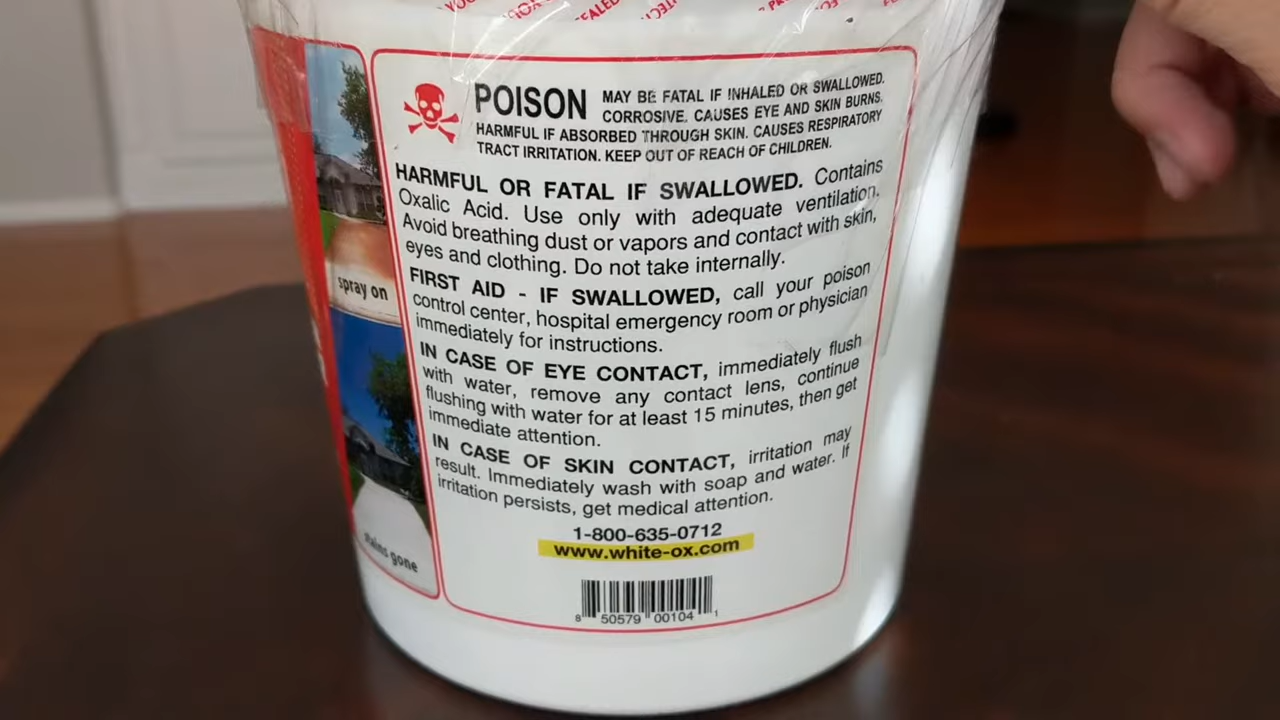 POISON MAY BE FATAL IF INHALED OR SWALLOWED.
CORROSIVE. CAUSES EYE AND SKIN BURNS.
HARMFUL IF ABSORBED THROUGH SKIN. CAUSES RESPIRATORY
TRACT IRRITATION. KEEP OUT OF REACH OF CHILDREN.
HARMFUL OR FATAL IF SWALLOWED. Contains
Oxalic Acid. Use only with adequate ventilation.
Avoid breathing dust or vapors and contact with skin,
eyes and clothing. Do not take internally.
FIRST AID - IF SWALLOWED, call your poison
control center, hospital emergency room or physician
immediately for instructions.
IN CASE OF EYE CONTACT, immediately flush
with water, remove any contact lens, continue
flushing with water for at least 15 minutes, then get
immediate attention.
IN CASE OF SKIN CONTACT, irritation may
result. Immediately wash with soap and water. If
irritation persists, get medical attention.
1-800-635-0712
www.white-ox.com
8 50579 00104 1
spray on
stains gone